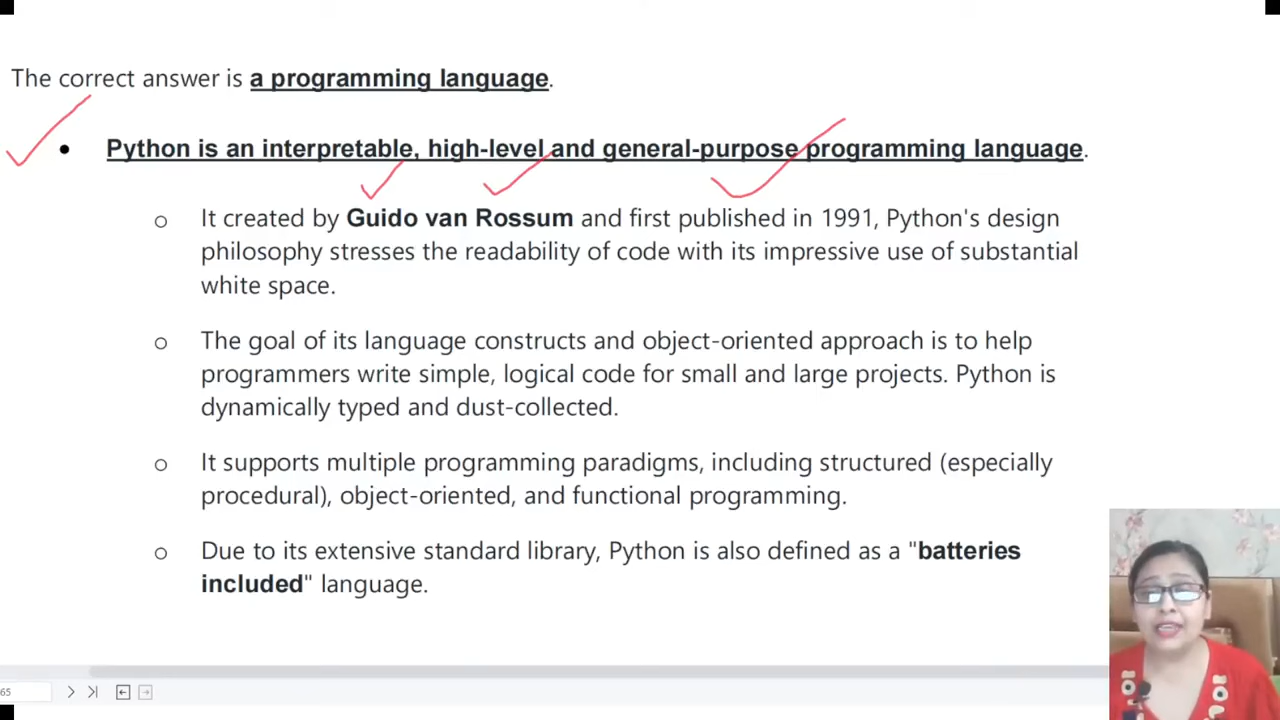 The correct answer is a programming language.
• Python is an interpretable, high-level and general-purpose programming language.
o It created by Guido van Rossum and first published in 1991, Python's design
philosophy stresses the readability of code with its impressive use of substantial
white space.
o The goal of its language constructs and object-oriented approach is to help
programmers write simple, logical code for small and large projects. Python is
dynamically typed and dust-collected.
o It supports multiple programming paradigms, including structured (especially
procedural), object-oriented, and functional programming.
o Due to its extensive standard library, Python is also defined as a "batteries
included" language.
65